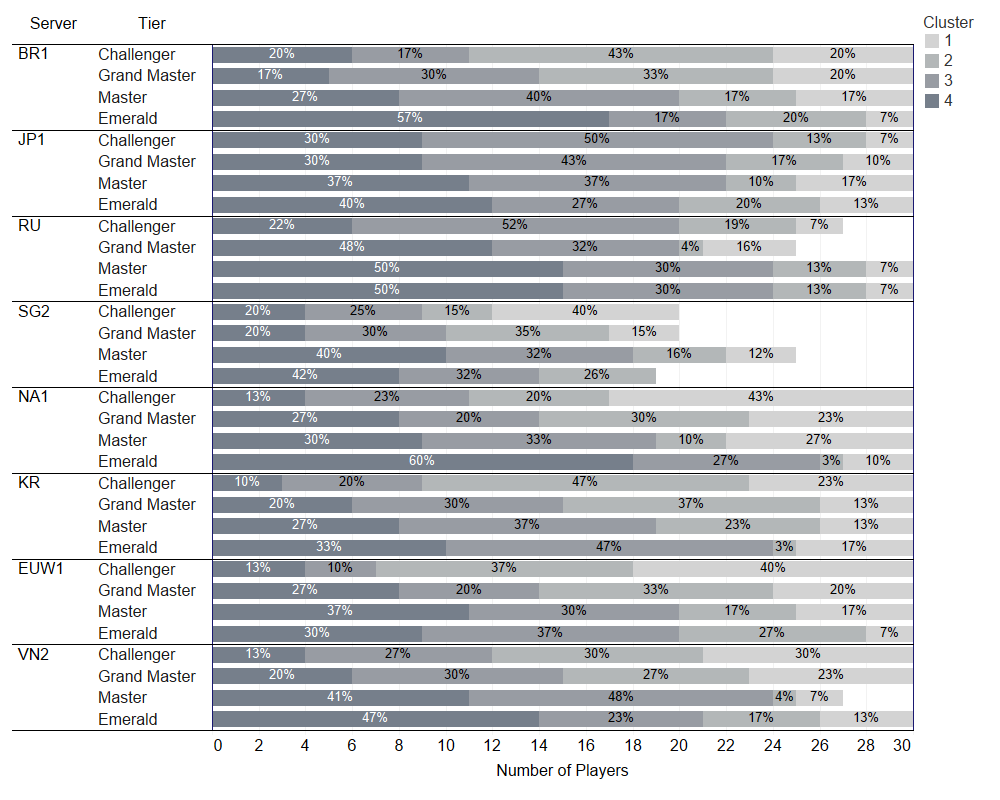 Server Tier Cluster
1
2
3
4
BR1 Challenger 20% 17% 43% 20%
Grand Master 17% 30% 33% 20%
Master 27% 40% 17% 17%
Emerald 57% 17% 20% 7%
JP1 Challenger 30% 50% 13% 7%
Grand Master 30% 43% 17% 10%
Master 37% 37% 10% 17%
Emerald 40% 27% 20% 13%
RU Challenger 22% 52% 19% 7%
Grand Master 48% 32% 4% 16%
Master 50% 30% 13% 7%
Emerald 50% 30% 13% 7%
SG2 Challenger 20% 25% 15% 40%
Grand Master 20% 30% 35% 15%
Master 40% 32% 16% 12%
Emerald 42% 32% 26%
NA1 Challenger 13% 23% 20% 43%
Grand Master 27% 20% 30% 23%
Master 30% 33% 10% 27%
Emerald 60% 27% 3% 10%
KR Challenger 10% 20% 47% 23%
Grand Master 20% 30% 37% 13%
Master 27% 37% 23% 13%
Emerald 33% 47% 3% 17%
EUW1 Challenger 13% 10% 37% 40%
Grand Master 27% 20% 33% 20%
Master 37% 30% 17% 17%
Emerald 30% 37% 27% 7%
VN2 Challenger 13% 27% 30% 30%
Grand Master 20% 30% 27% 23%
Master 41% 48% 4% 7%
Emerald 47% 23% 17% 13%
0 2 4 6 8 10 12 14 16 18 20 22 24 26 28 30
Number of Players